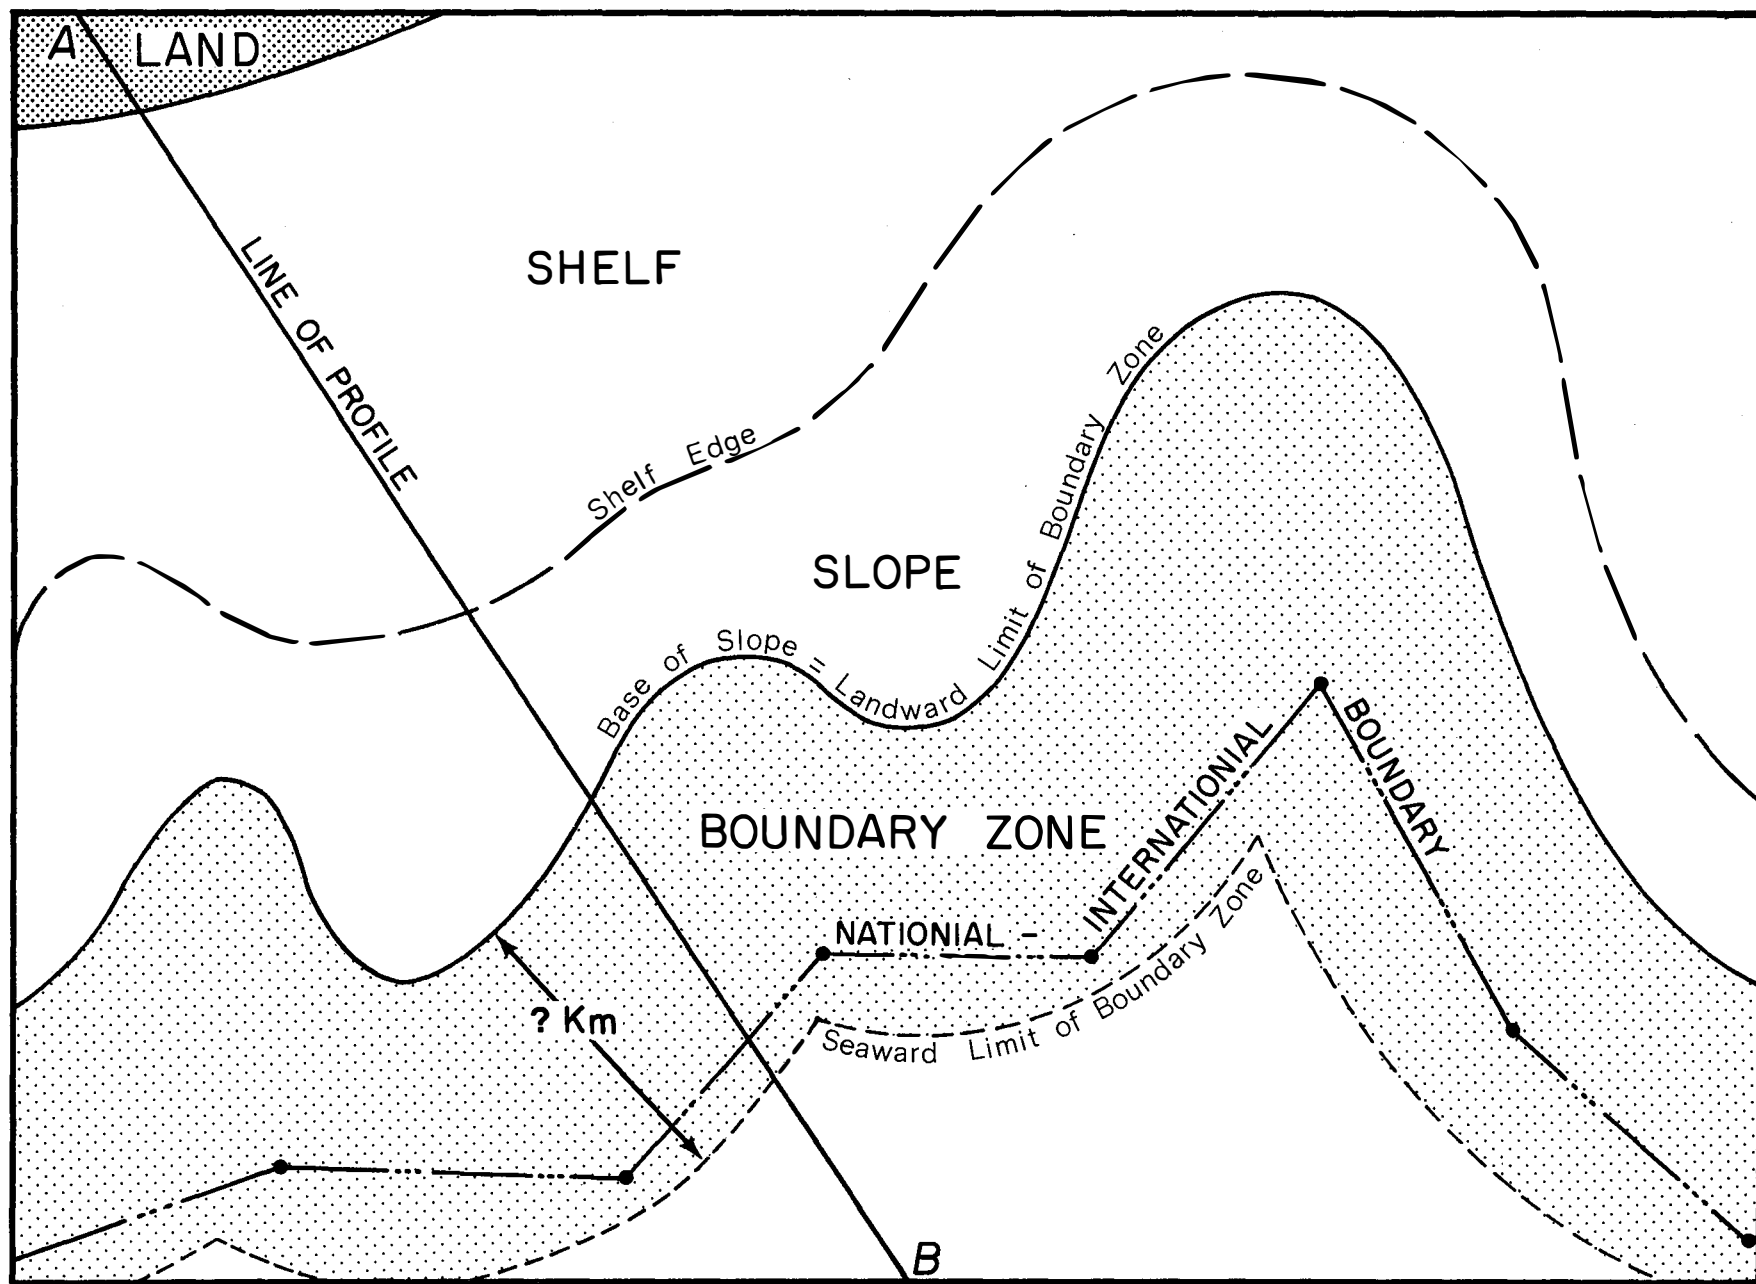 A
LAND
LINE OF PROFILE
SHELF
Shelf Edge
SLOPE
Base of Slope = Landward Limit of Boundary Zone
BOUNDARY ZONE
NATIONIAL - INTERNATIONIAL BOUNDARY
? Km
Seaward Limit of Boundary Zone
B